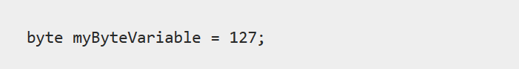 byte myByteVariable = 127;